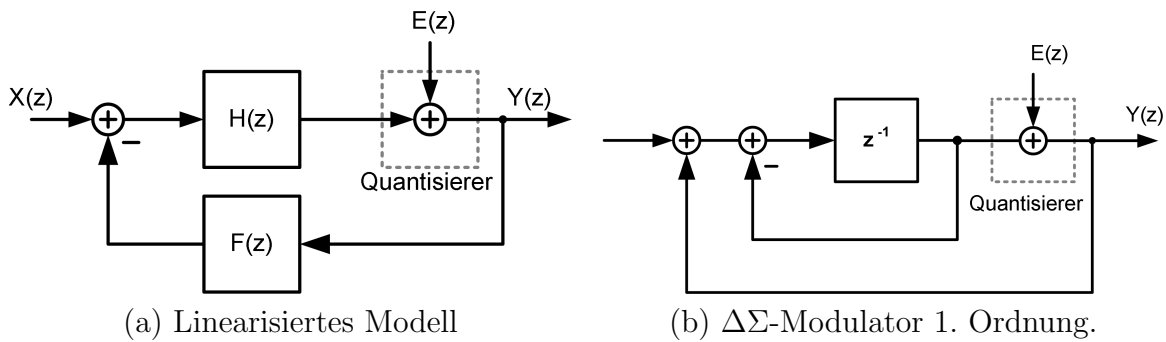 E(z)
X(z)
H(z)
Y(z)
+
+
−
Quantisierer
F(z)
(a) Linearisiertes Modell
E(z)
Y(z)
+
+
z⁻¹
+
−
Quantisierer
(b) ΔΣ-Modulator 1. Ordnung.